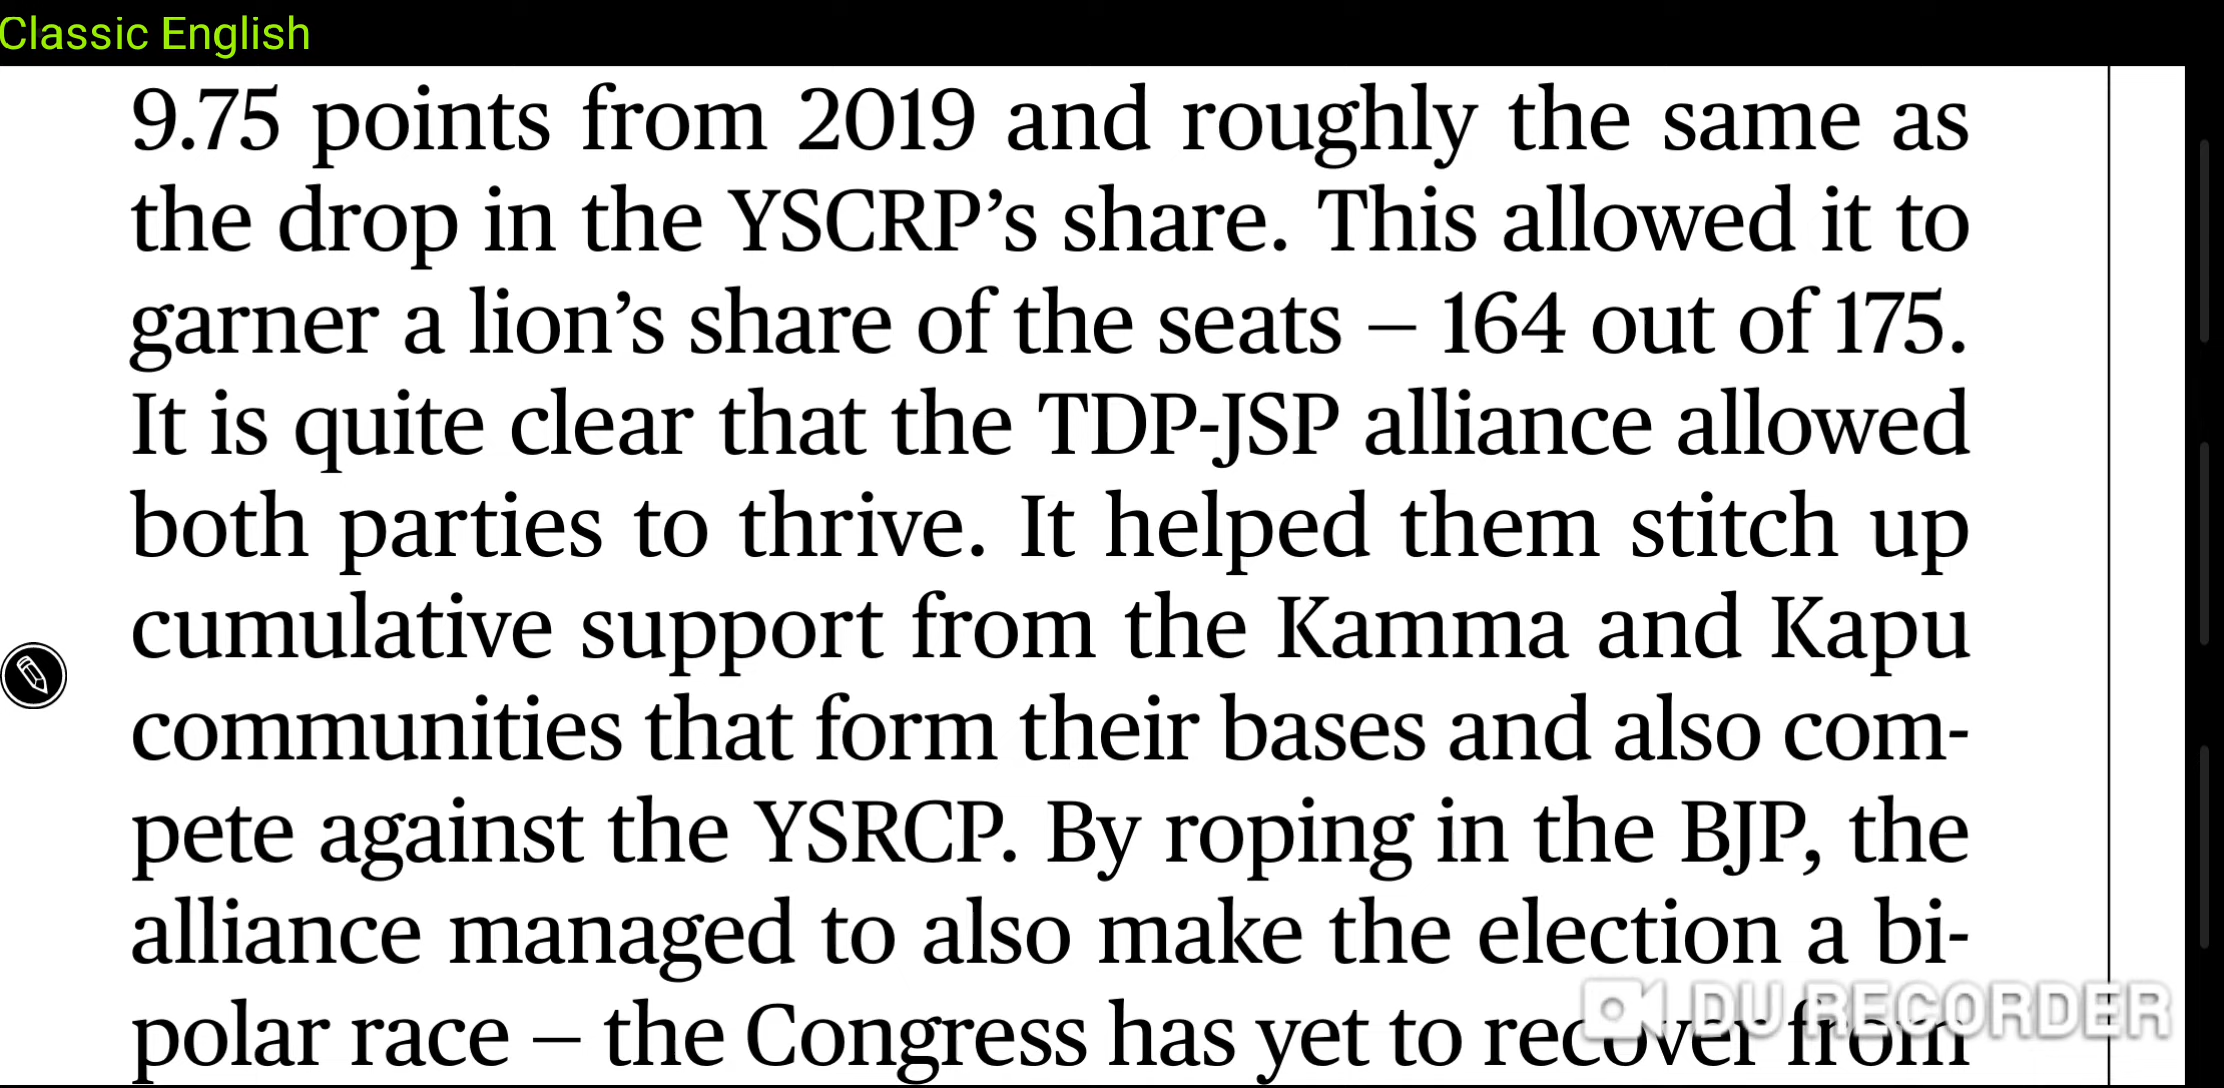 Classic English
9.75 points from 2019 and roughly the same as
the drop in the YSCRP’s share. This allowed it to
garner a lion’s share of the seats – 164 out of 175.
It is quite clear that the TDP-JSP alliance allowed
both parties to thrive. It helped them stitch up
cumulative support from the Kamma and Kapu
communities that form their bases and also com-
pete against the YSRCP. By roping in the BJP, the
alliance managed to also make the election a bi-
polar race – the Congress has yet to recover from
DU RECORDER